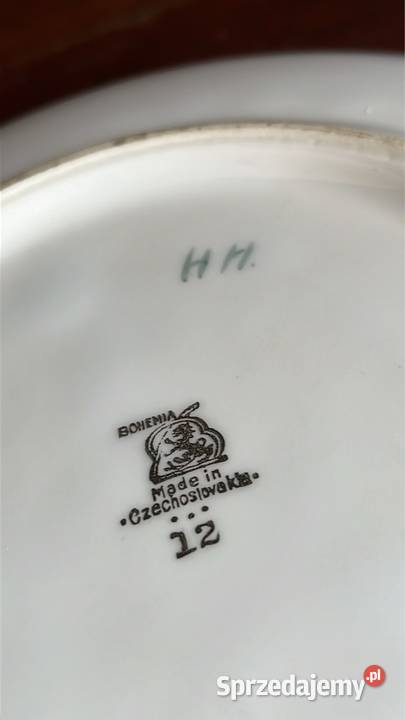 H H.
BOHEMIA
Made in
•Czechoslovakia•
• • •
12
Sprzedajemy.pl